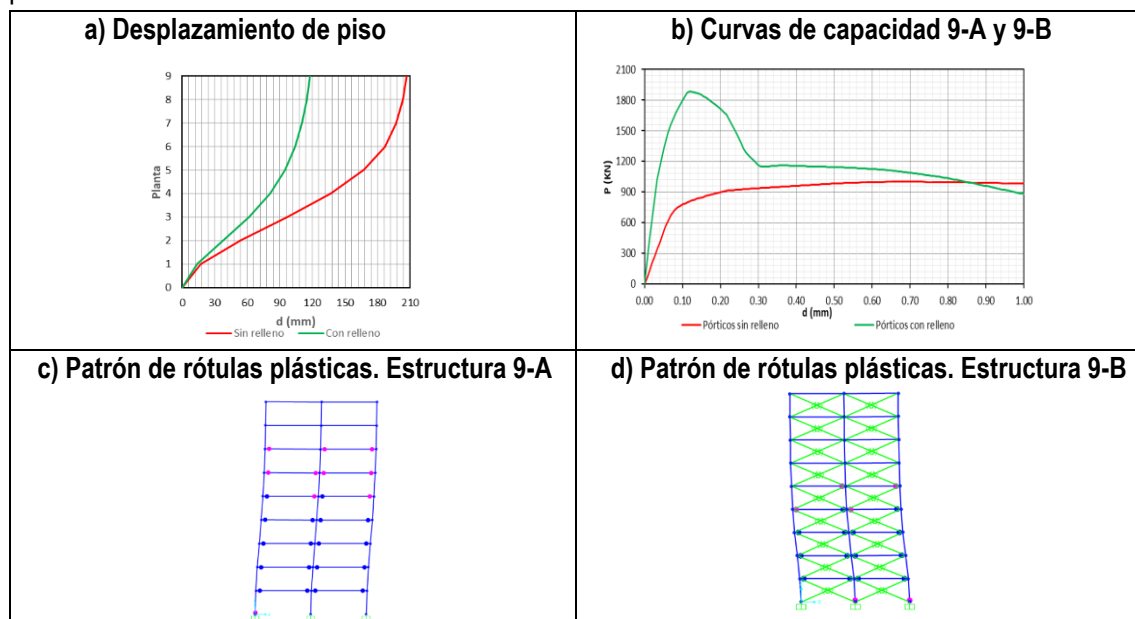 a) Desplazamiento de piso
9
8
7
6
5
4
3
2
1
0
Planta
0 30 60 90 120 150 180 210
d (mm)
Sin relleno Con relleno
b) Curvas de capacidad 9-A y 9-B
2100
1800
1500
1200
900
600
300
0
P (KN)
0.00 0.10 0.20 0.30 0.40 0.50 0.60 0.70 0.80 0.90 1.00
d (mm)
Pórticos sin relleno Pórticos con relleno
c) Patrón de rótulas plásticas. Estructura 9-A
d) Patrón de rótulas plásticas. Estructura 9-B